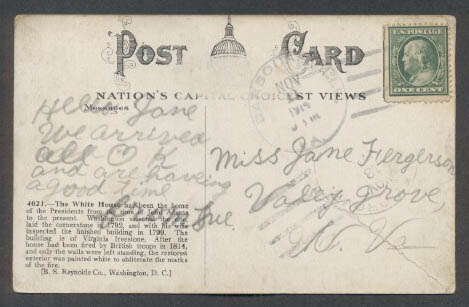 POST CARD
NATION'S CAPITAL CHOICEST VIEWS
Messages
U.S. POSTAGE
ONE CENT
NOV
Hello Jane
We arrived
all O K
and are having
a good time
Miss Jane Fergerson
Valley Grove,
W. Va
4021.—The White House has been the home
of the Presidents from the time of John Adams
to the present. Washington selected the site,
laid the cornerstone in 1792, and with his wife
inspected the finished building in 1799. The
building is of Virginia freestone. After the
house had been fired by British troops in 1814,
and only the walls were left standing, the restored
exterior was painted white to obliterate the marks
of the fire.
[B. S. Reynolds Co., Washington, D. C.]